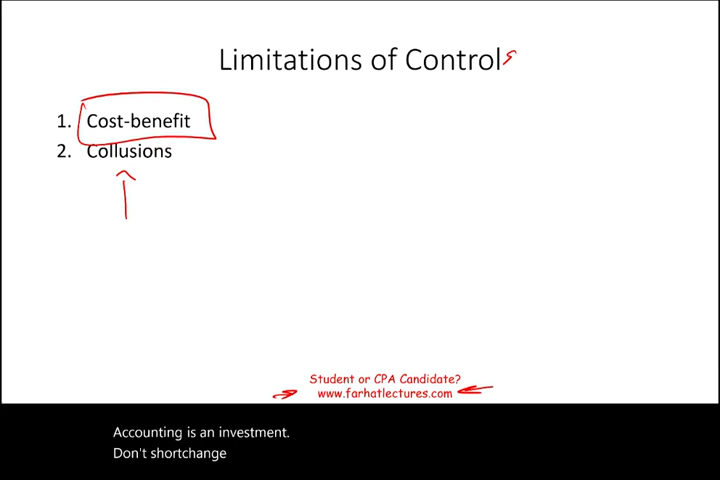 Limitations of Controls
1. Cost-benefit
2. Collusions
Student or CPA Candidate?
www.farhatlectures.com
Accounting is an investment.
Don't shortchange